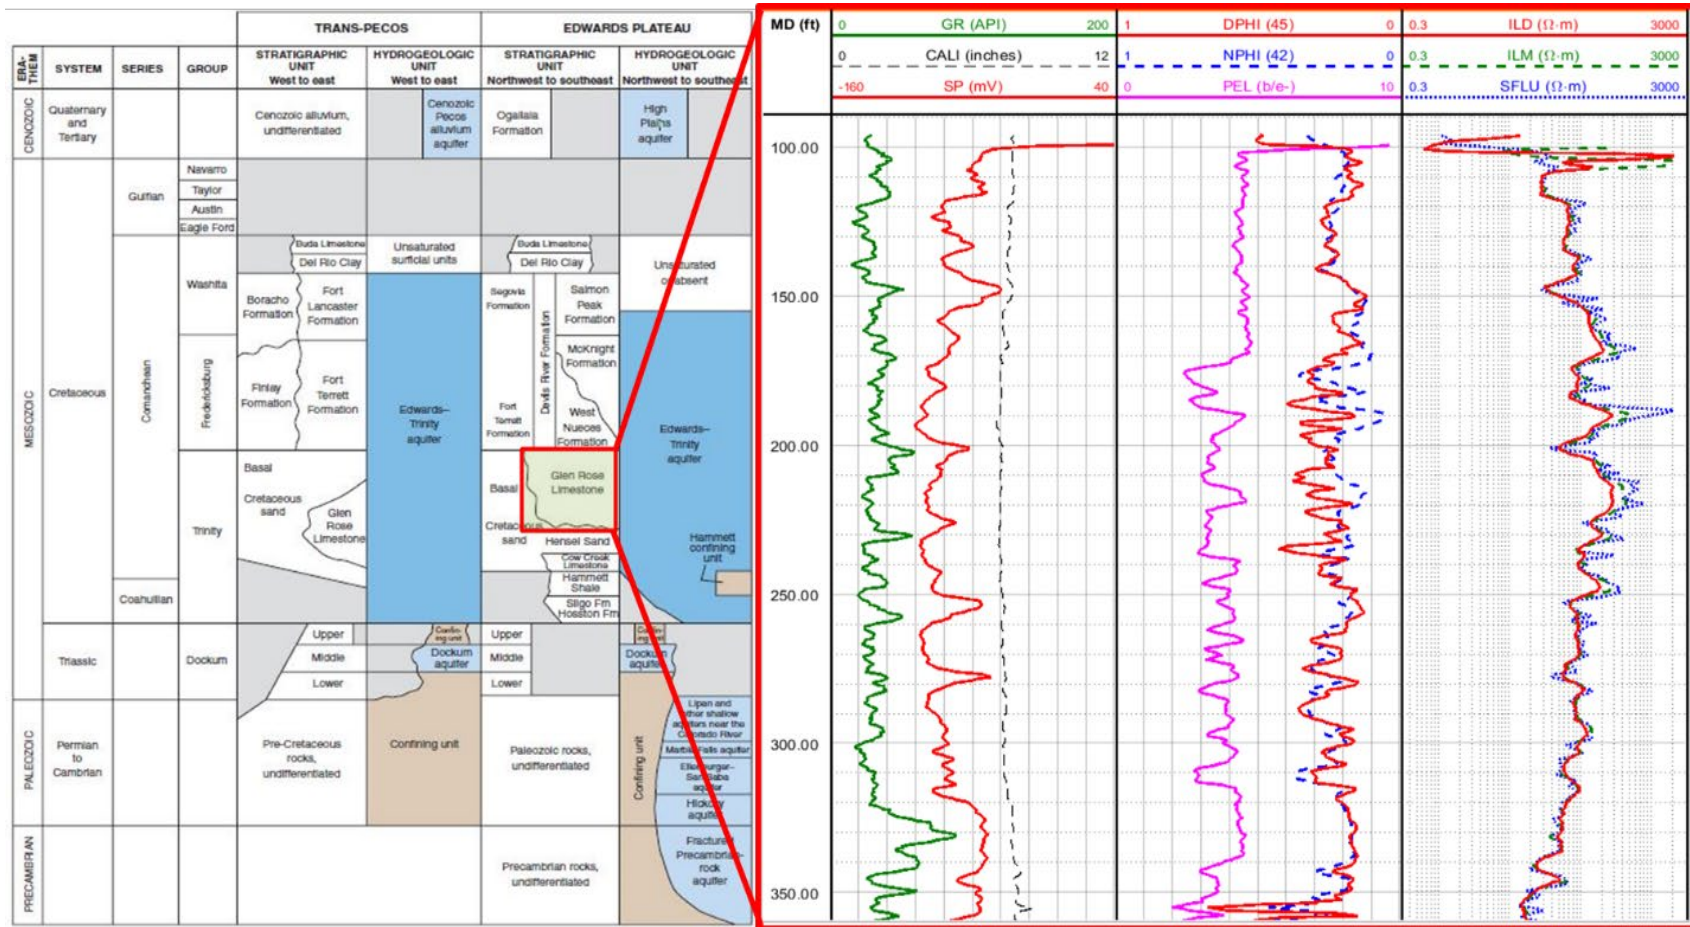 TRANS-PECOS
EDWARDS PLATEAU
ERA-
THEM
SYSTEM
SERIES
GROUP
STRATIGRAPHIC
UNIT
West to east
HYDROGEOLOGIC
UNIT
West to east
STRATIGRAPHIC
UNIT
Northwest to southeast
HYDROGEOLOGIC
UNIT
Northwest to southeast
CENOZOIC
Quaternary
and
Tertiary
Cenozoic alluvium,
undifferentiated
Cenozoic
Pecos
alluvium
aquifer
Ogallala
Formation
High
Plains
aquifer
MESOZOIC
Cretaceous
Gulfian
Navarro
Taylor
Austin
Eagle Ford
Comanchean
Washita
Buda Limestone
Del Rio Clay
Unsaturated
surficial units
Buda Limestone
Del Rio Clay
Unsaturated
or absent
Boracho
Formation
Fort
Lancaster
Formation
Segovia
Formation
Devils River Formation
Salmon
Peak
Formation
Fredericksburg
Finlay
Formation
Fort
Terrett
Formation
Edwards–
Trinity
aquifer
Fort
Terrett
Formation
McKnight
Formation
West
Nueces
Formation
Edwards–
Trinity
aquifer
Trinity
Basal
Cretaceous
sand
Glen
Rose
Limestone
Basal
Cretaceous
sand
Glen Rose
Limestone
Hensel Sand
Cow Creek
Limestone
Hammett
Shale
Sligo Fm
Hosston Fm
Hammett
confining
unit
Coahuilian
Triassic
Dockum
Upper
Middle
Lower
Confin-
ing unit
Dockum
aquifer
Upper
Middle
Lower
Confin-
ing unit
Dockum
aquifer
PALEOZOIC
Permian
to
Cambrian
Pre-Cretaceous
rocks,
undifferentiated
Confining unit
Paleozoic rocks,
undifferentiated
Confining unit
Lipan and
other shallow
aquifers near the
Colorado River
Marble Falls aquifer
Ellenburger–
San Saba
aquifer
Hickory
aquifer
PRECAMBRIAN
Precambrian rocks,
undifferentiated
Fractured
Precambrian-
rock
aquifer
MD (ft)
0 GR (API) 200
0 CALI (inches) 12
-160 SP (mV) 40
1 DPHI (45) 0
1 NPHI (42) 0
0 PEL (b/e-) 10
0.3 ILD (Ω·m) 3000
0.3 ILM (Ω·m) 3000
0.3 SFLU (Ω·m) 3000
100.00
150.00
200.00
250.00
300.00
350.00